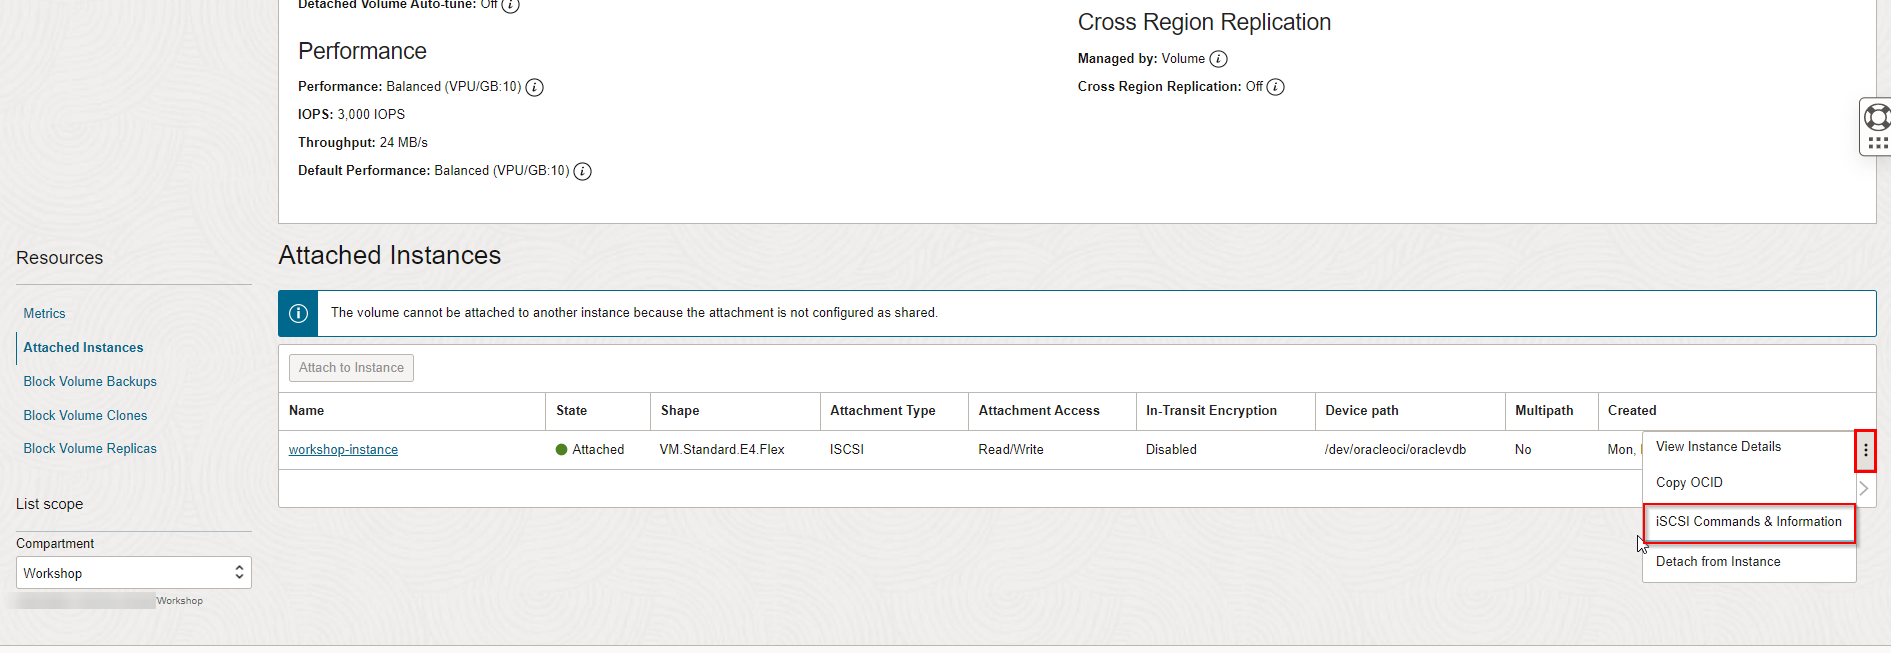 Detached Volume Auto-tune: Off
Performance
Performance: Balanced (VPU/GB:10)
IOPS: 3,000 IOPS
Throughput: 24 MB/s
Default Performance: Balanced (VPU/GB:10)
Cross Region Replication
Managed by: Volume
Cross Region Replication: Off
Resources
Metrics
Attached Instances
Block Volume Backups
Block Volume Clones
Block Volume Replicas
List scope
Compartment
Workshop
Workshop
Attached Instances
The volume cannot be attached to another instance because the attachment is not configured as shared.
Attach to Instance
Name State Shape Attachment Type Attachment Access In-Transit Encryption Device path Multipath Created
workshop-instance Attached VM.Standard.E4.Flex ISCSI Read/Write Disabled /dev/oracleoci/oraclevdb No Mon,
View Instance Details
Copy OCID
iSCSI Commands & Information
Detach from Instance